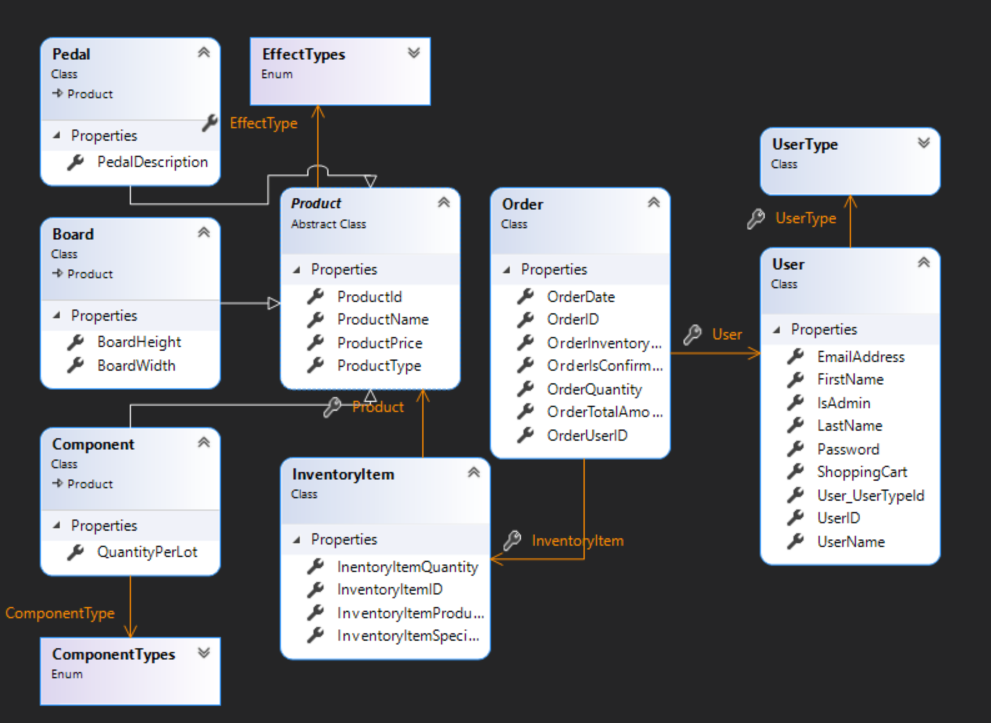 Pedal
Class
Product
Properties
PedalDescription
EffectTypes
Enum
EffectType
Board
Class
Product
Properties
BoardHeight
BoardWidth
Product
Abstract Class
Properties
ProductId
ProductName
ProductPrice
ProductType
Order
Class
Properties
OrderDate
OrderID
OrderInventory...
OrderIsConfirm...
OrderQuantity
OrderTotalAmo...
OrderUserID
User
UserType
Class
UserType
User
Class
Properties
EmailAddress
FirstName
IsAdmin
LastName
Password
ShoppingCart
User_UserTypeId
UserID
UserName
Product
Component
Class
Product
Properties
QuantityPerLot
InventoryItem
Class
Properties
InentoryItemQuantity
InventoryItemID
InventoryItemProdu...
InventoryItemSpeci...
InventoryItem
ComponentType
ComponentTypes
Enum